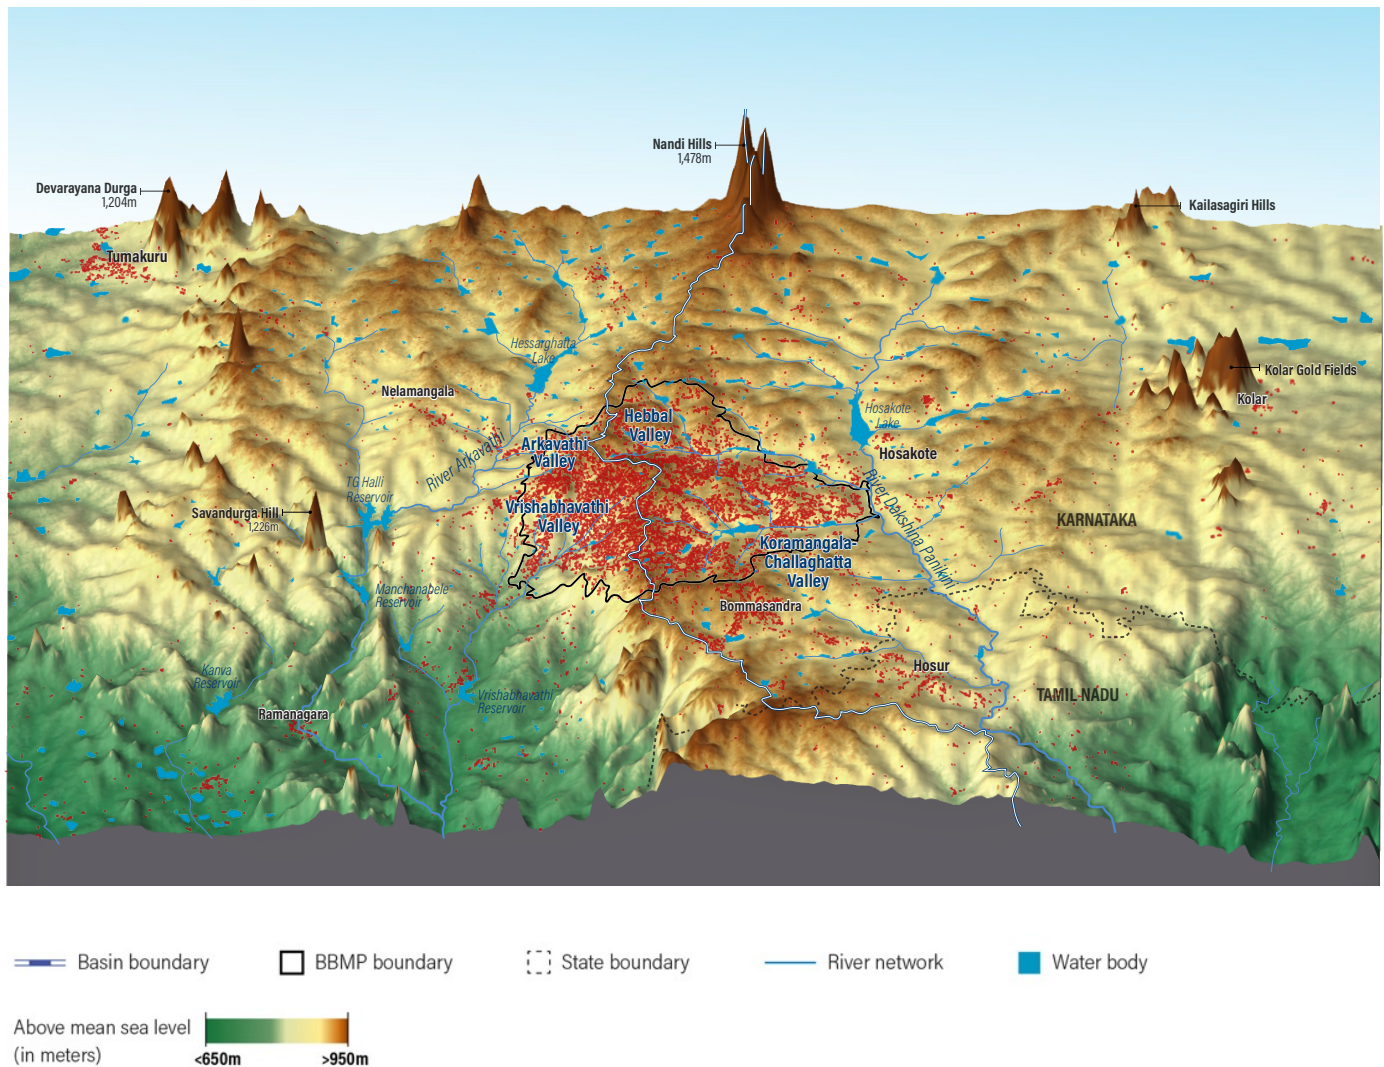 Nandi Hills
1,478m
Devarayana Durga
1,204m
Kailasagiri Hills
Tumakuru
Hessarghatta
Lake
Kolar Gold Fields
Nelamangala
Kolar
Hosakote
Lake
Hebbal
Valley
Arkavathi
Valley
River Arkavathi
Hosakote
TG Halli
Reservoir
River Dakshina Panikini
Savandurga Hill
1,226m
Vrishabhavathi
Valley
KARNATAKA
Koramangala-
Challaghatta
Valley
Manchanabele
Reservoir
Bommasandra
Kanva
Reservoir
Hosur
Vrishabhavathi
Reservoir
TAMIL NADU
Ramanagara
Basin boundary
BBMP boundary
State boundary
River network
Water body
Above mean sea level
(in meters)
<650m
>950m